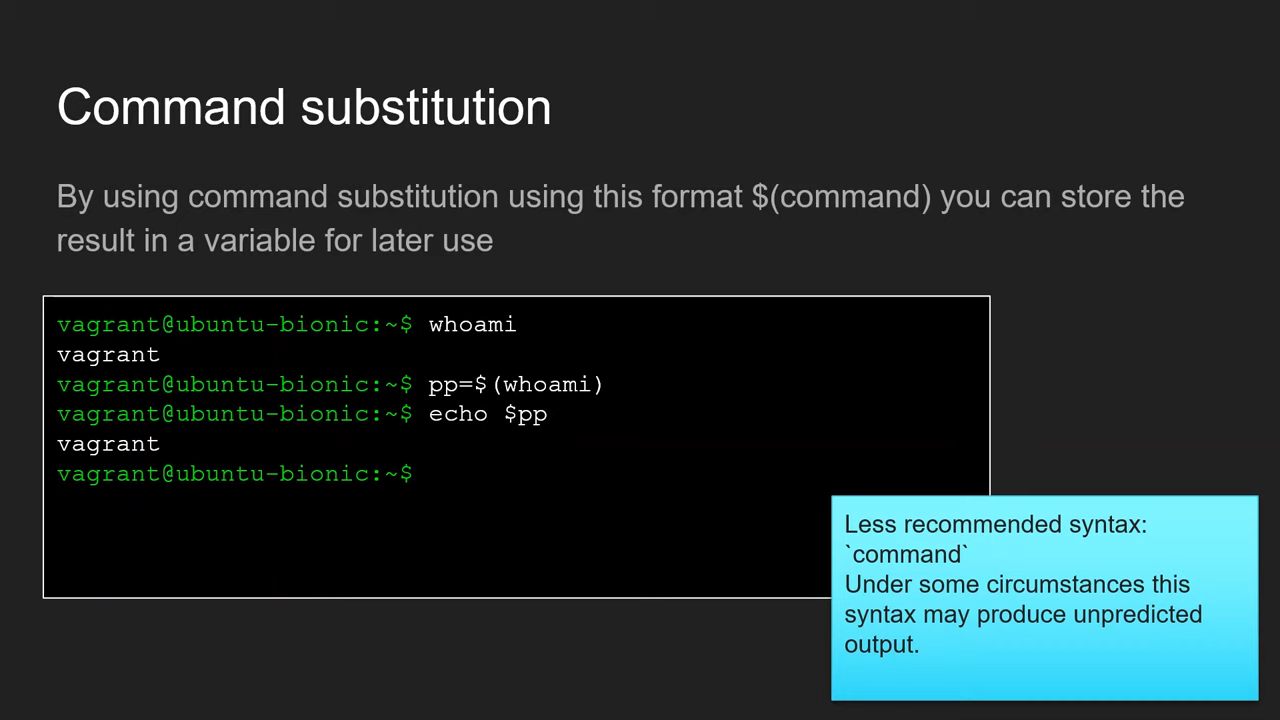 Command substitution
By using command substitution using this format $(command) you can store the
result in a variable for later use
vagrant@ubuntu-bionic:~$ whoami
vagrant
vagrant@ubuntu-bionic:~$ pp=$(whoami)
vagrant@ubuntu-bionic:~$ echo $pp
vagrant
vagrant@ubuntu-bionic:~$
Less recommended syntax:
`command`
Under some circumstances this
syntax may produce unpredicted
output.